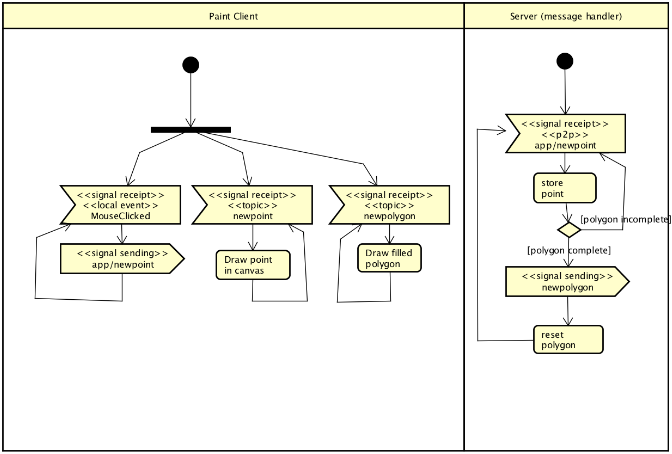 Paint Client
Server (message handler)
<<signal receipt>>
<<local event>>
MouseClicked
<<signal sending>>
app/newpoint
<<signal receipt>>
<<topic>>
newpoint
Draw point
in canvas
<<signal receipt>>
<<topic>>
newpolygon
Draw filled
polygon
<<signal receipt>>
<<p2p>>
app/newpoint
store
point
[polygon incomplete]
[polygon complete]
<<signal sending>>
newpolygon
reset
polygon